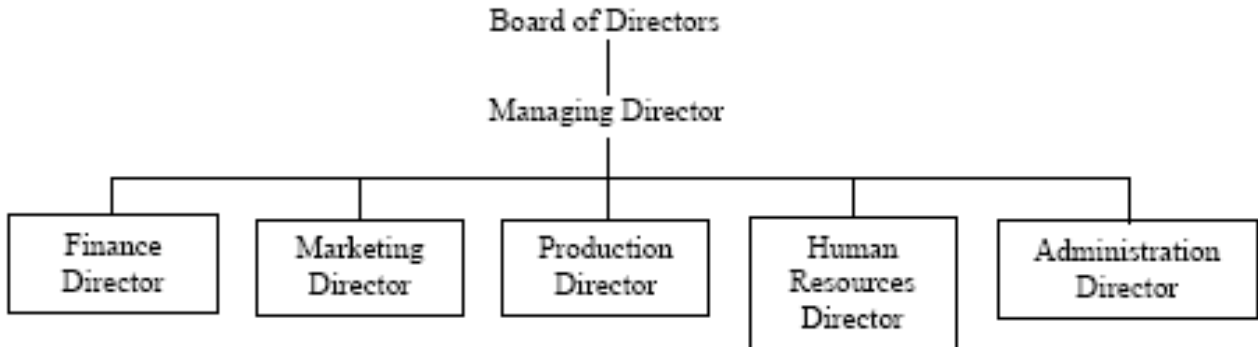 Board of Directors
Managing Director
Finance
Director
Marketing
Director
Production
Director
Human
Resources
Director
Administration
Director